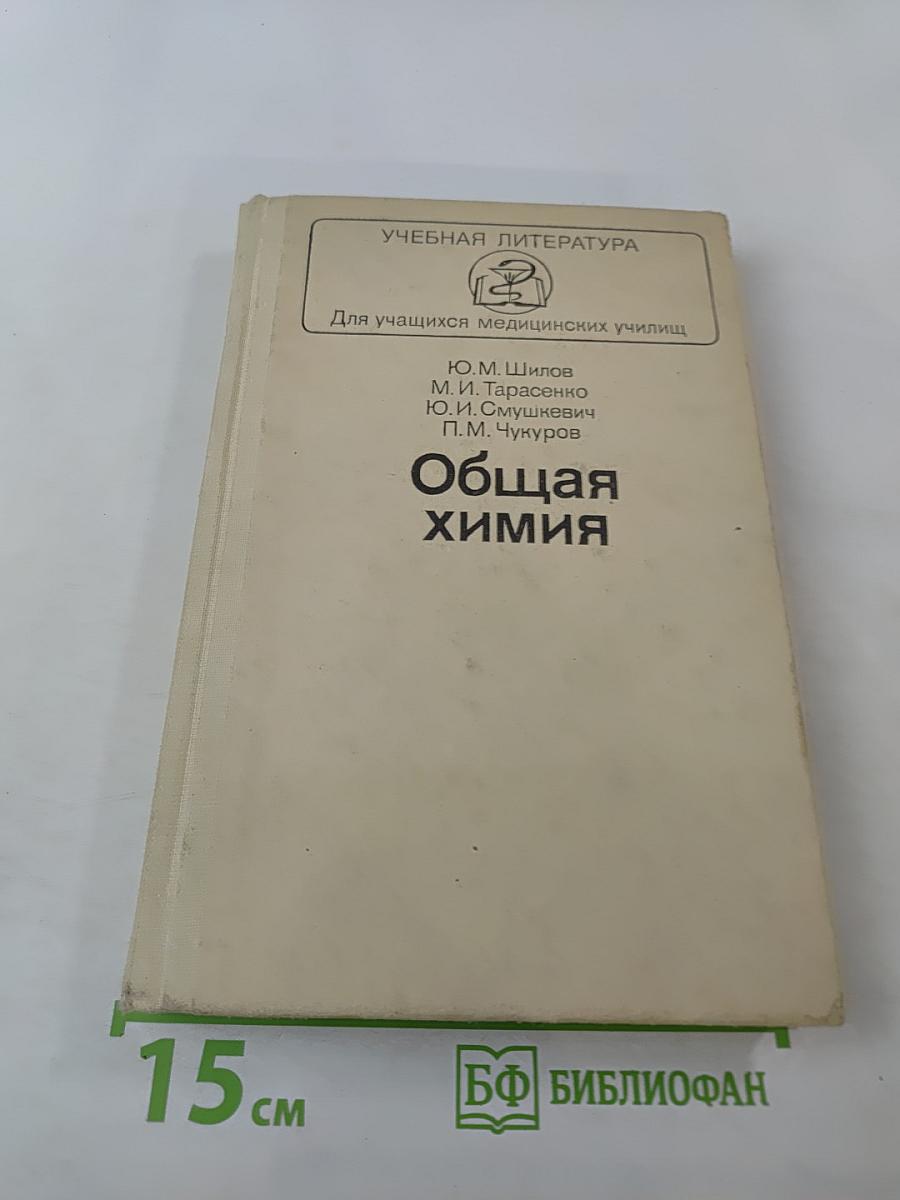 УЧЕБНАЯ ЛИТЕРАТУРА
Для учащихся медицинских училищ
Ю.М. Шилов
М.И. Тарасенко
Ю.И. Смушкевич
П.М. Чукуров
Общая
химия
15 см
БФ БИБЛИОФАН